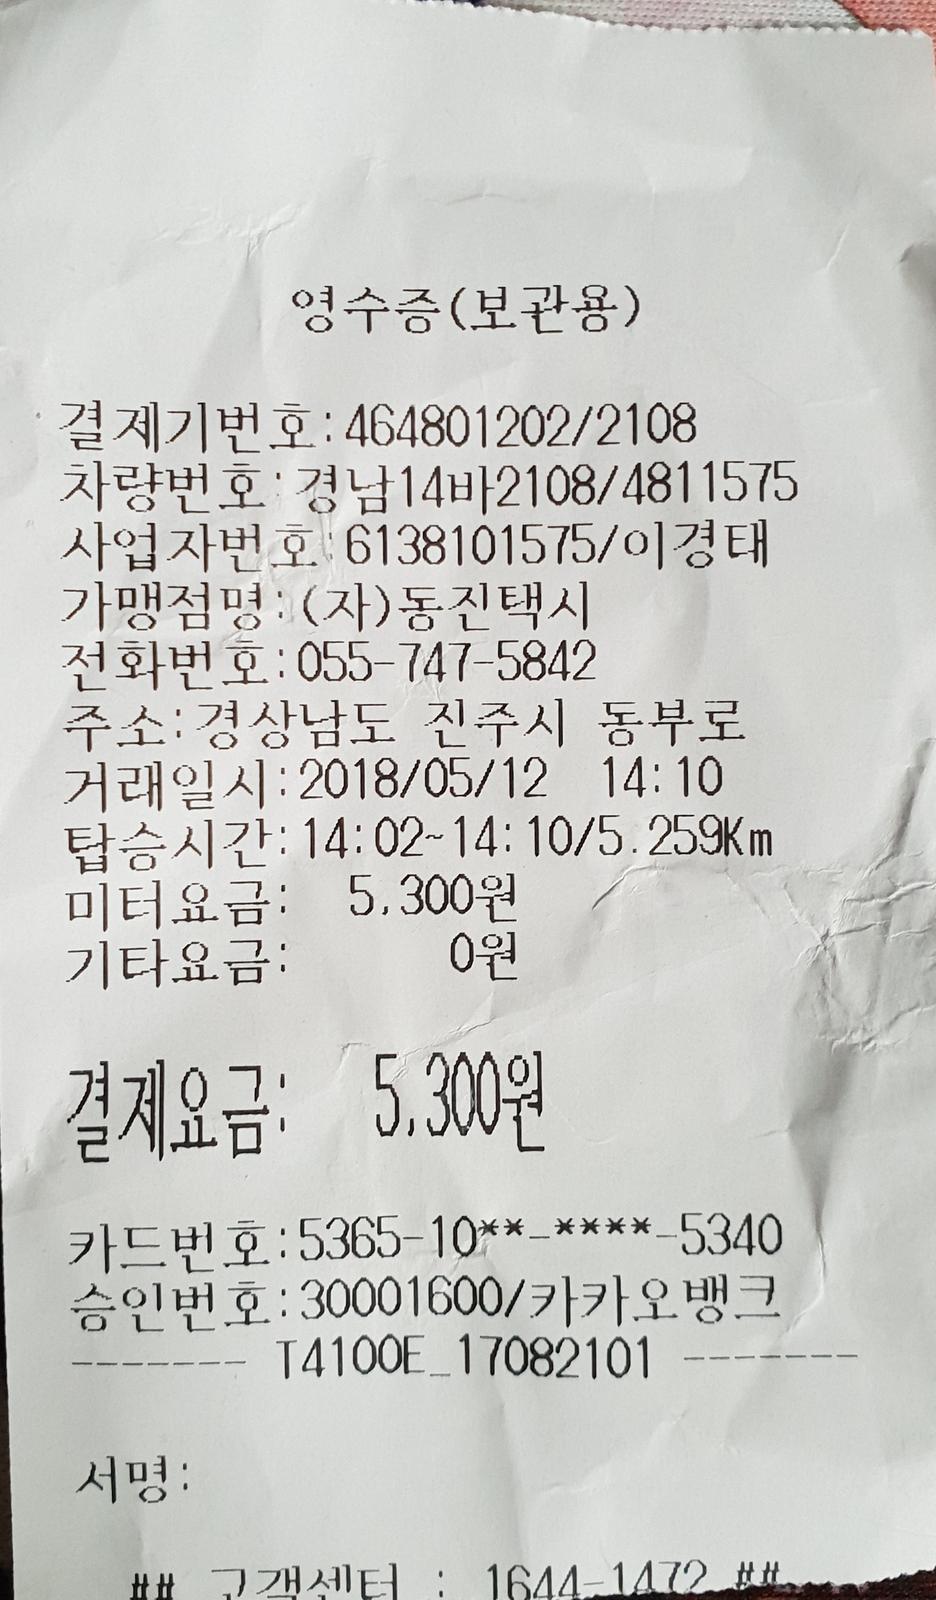 영수증(보관용)
결제기번호:464801202/2108
차량번호:경남14바2108/4811575
사업자번호:6138101575/이경태
가맹점명:(자)동진택시
전화번호:055-747-5842
주소:경상남도 진주시 동부로
거래일시:2018/05/12 14:10
탑승시간:14:02~14:10/5.259Km
미터요금: 5,300원
기타요금: 0원
결제요금: 5,300원
카드번호:5365-10**-****-5340
승인번호:30001600/카카오뱅크
------- T4100E_17082101 -------
서명:
## 고객센터 : 1644-1472 ##